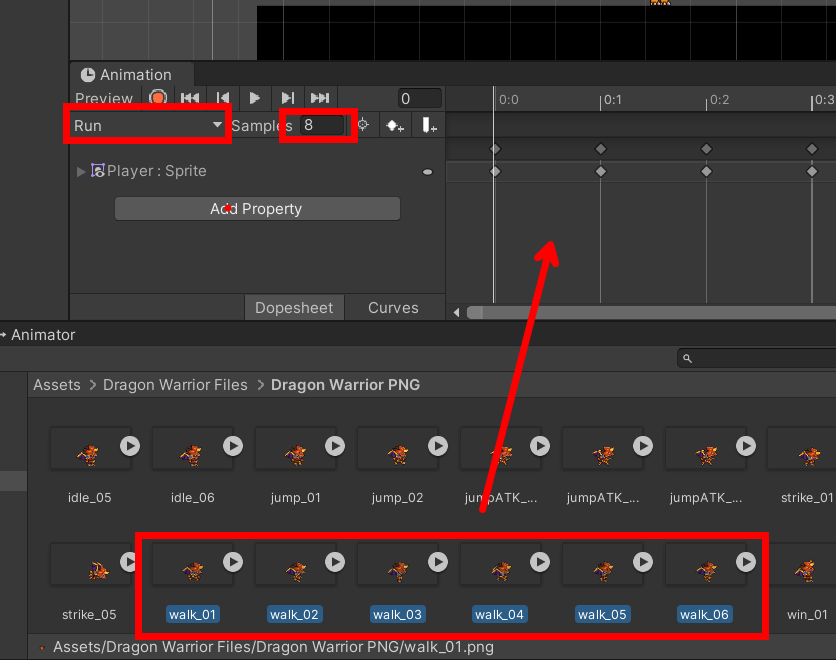 Animation
Preview 0 0:0 0:1 0:2 0:3
Run Samples 8
Player : Sprite
Add Property
Dopesheet Curves
Animator
Assets > Dragon Warrior Files > Dragon Warrior PNG
idle_05 idle_06 jump_01 jump_02 jumpATK_... jumpATK_... jumpATK_... strike_01
strike_05 walk_01 walk_02 walk_03 walk_04 walk_05 walk_06 win_01
Assets/Dragon Warrior Files/Dragon Warrior PNG/walk_01.png